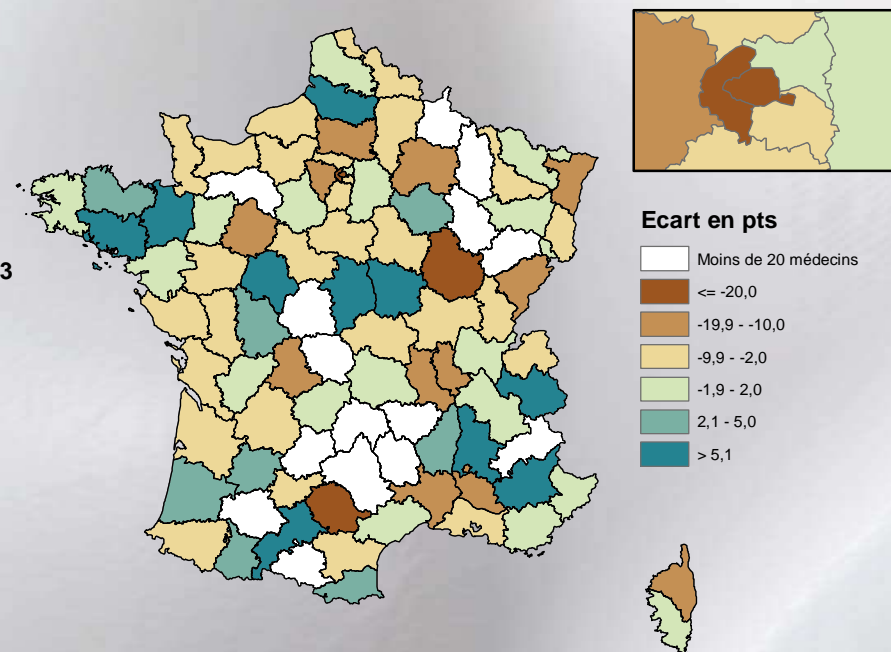 3
Ecart en pts
Moins de 20 médecins
<= -20,0
-19,9 - -10,0
-9,9 - -2,0
-1,9 - 2,0
2,1 - 5,0
> 5,1